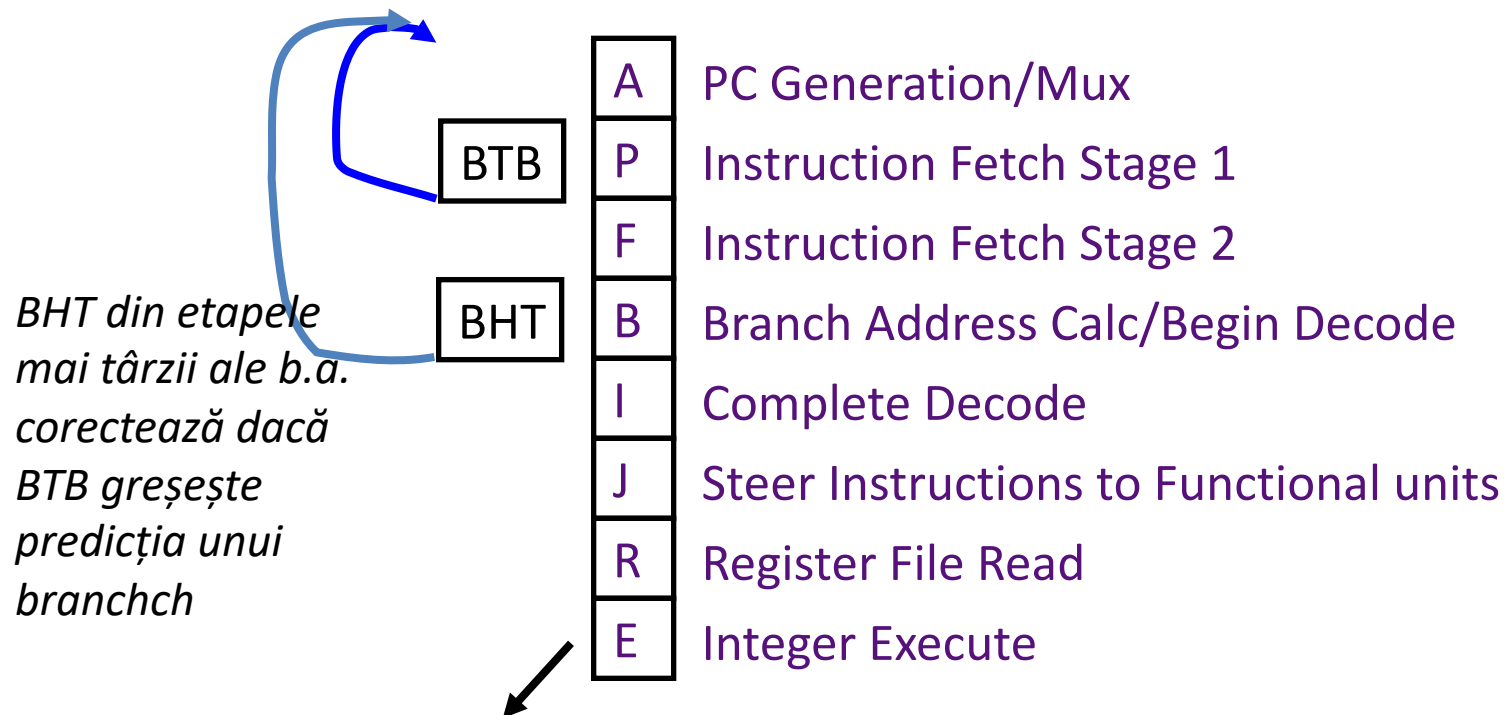 A PC Generation/Mux
BTB P Instruction Fetch Stage 1
F Instruction Fetch Stage 2
BHT B Branch Address Calc/Begin Decode
I Complete Decode
J Steer Instructions to Functional units
R Register File Read
E Integer Execute
BHT din etapele
mai târzii ale b.a.
corectează dacă
BTB greșește
predicția unui
branchch